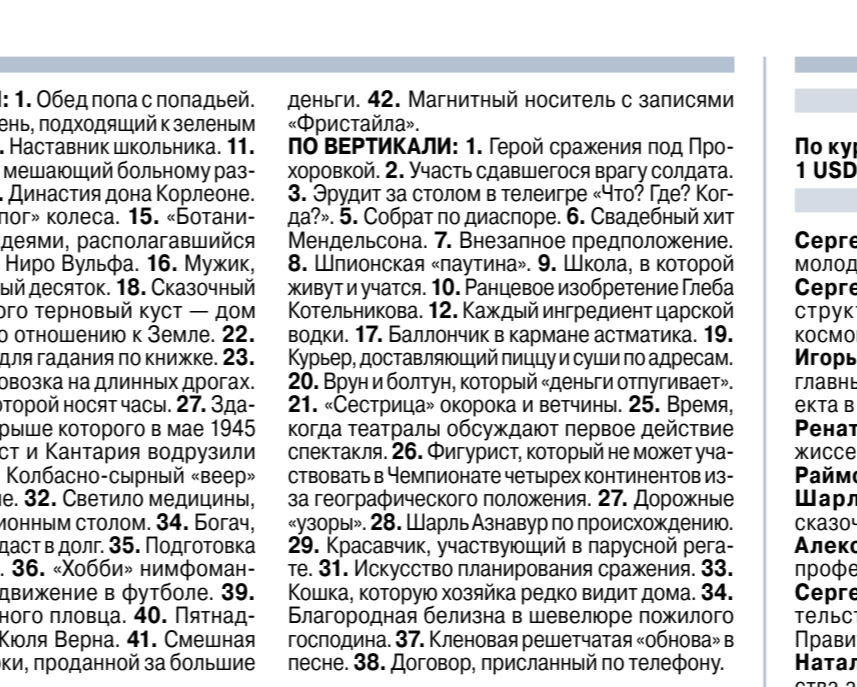 : 1. Обед попа с попадьей.
ень, подходящий к зеленым
. Наставник школьника. 11.
мешающий больному раз-
. Династия дона Корлеоне.
пог» колеса. 15. «Ботани-
деями, располагавшийся
Ниро Вульфа. 16. Мужик,
ый десяток. 18. Сказочный
ого терновый куст — дом
о отношению к Земле. 22.
для гадания по книжке. 23.
овозка на длинных дрогах.
оторой носят часы. 27. Зда-
рыше которого в мае 1945
ст и Кантария водрузили
Колбасно-сырный «веер»
е. 32. Светило медицины,
ионным столом. 34. Богач,
даст в долг. 35. Подготовка
. 36. «Хобби» нимфоман-
движение в футболе. 39.
ного пловца. 40. Пятнад-
Жюля Верна. 41. Смешная
ки, проданной за большие
деньги. 42. Магнитный носитель с записями
«Фристайла».
ПО ВЕРТИКАЛИ: 1. Герой сражения под Про-
хоровкой. 2. Участь сдавшегося врагу солдата.
3. Эрудит за столом в телеигре «Что? Где? Ког-
да?». 5. Собрат по диаспоре. 6. Свадебный хит
Мендельсона. 7. Внезапное предположение.
8. Шпионская «паутина». 9. Школа, в которой
живут и учатся. 10. Ранцевое изобретение Глеба
Котельникова. 12. Каждый ингредиент царской
водки. 17. Баллончик в кармане астматика. 19.
Курьер, доставляющий пиццу и суши по адресам.
20. Врун и болтун, который «деньги отпугивает».
21. «Сестрица» окорока и ветчины. 25. Время,
когда театралы обсуждают первое действие
спектакля. 26. Фигурист, который не может уча-
ствовать в Чемпионате четырех континентов из-
за географического положения. 27. Дорожные
«узоры». 28. Шарль Азнавур по происхождению.
29. Красавчик, участвующий в парусной рега-
те. 31. Искусство планирования сражения. 33.
Кошка, которую хозяйка редко видит дома. 34.
Благородная белизна в шевелюре пожилого
господина. 37. Кленовая решетчатая «обнова» в
песне. 38. Договор, присланный по телефону.
По кур
1 USD
Серге
молод
Серге
структ
космо
Игорь
главны
екта в
Ренат
жиссе
Раймо
Шарл
сказоч
Алекс
профе
Серге
тельст
Прави
Натал